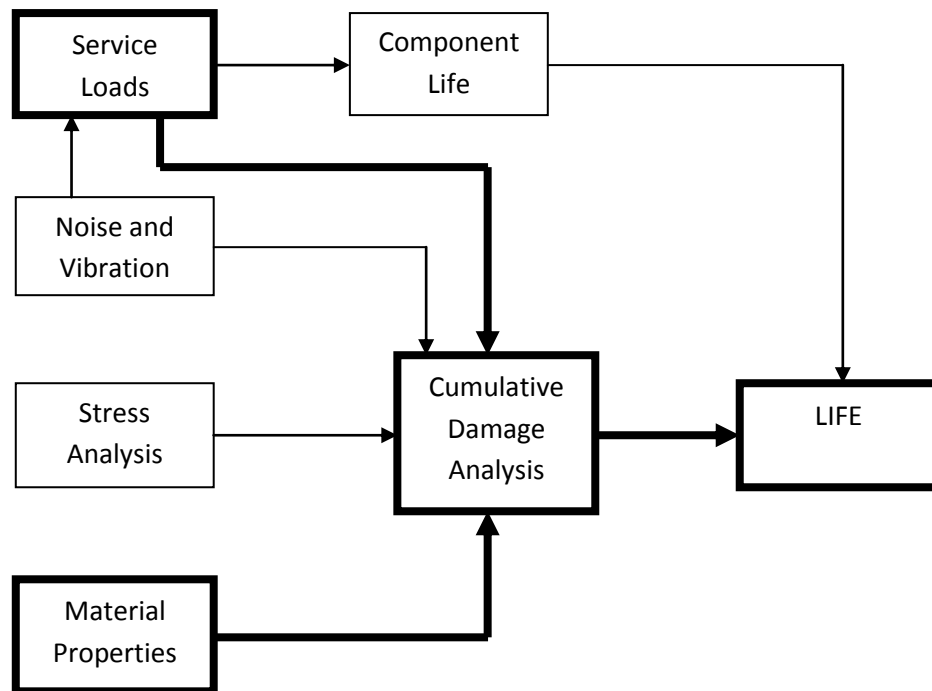 Service
Loads
Component
Life
Noise and
Vibration
Stress
Analysis
Cumulative
Damage
Analysis
LIFE
Material
Properties